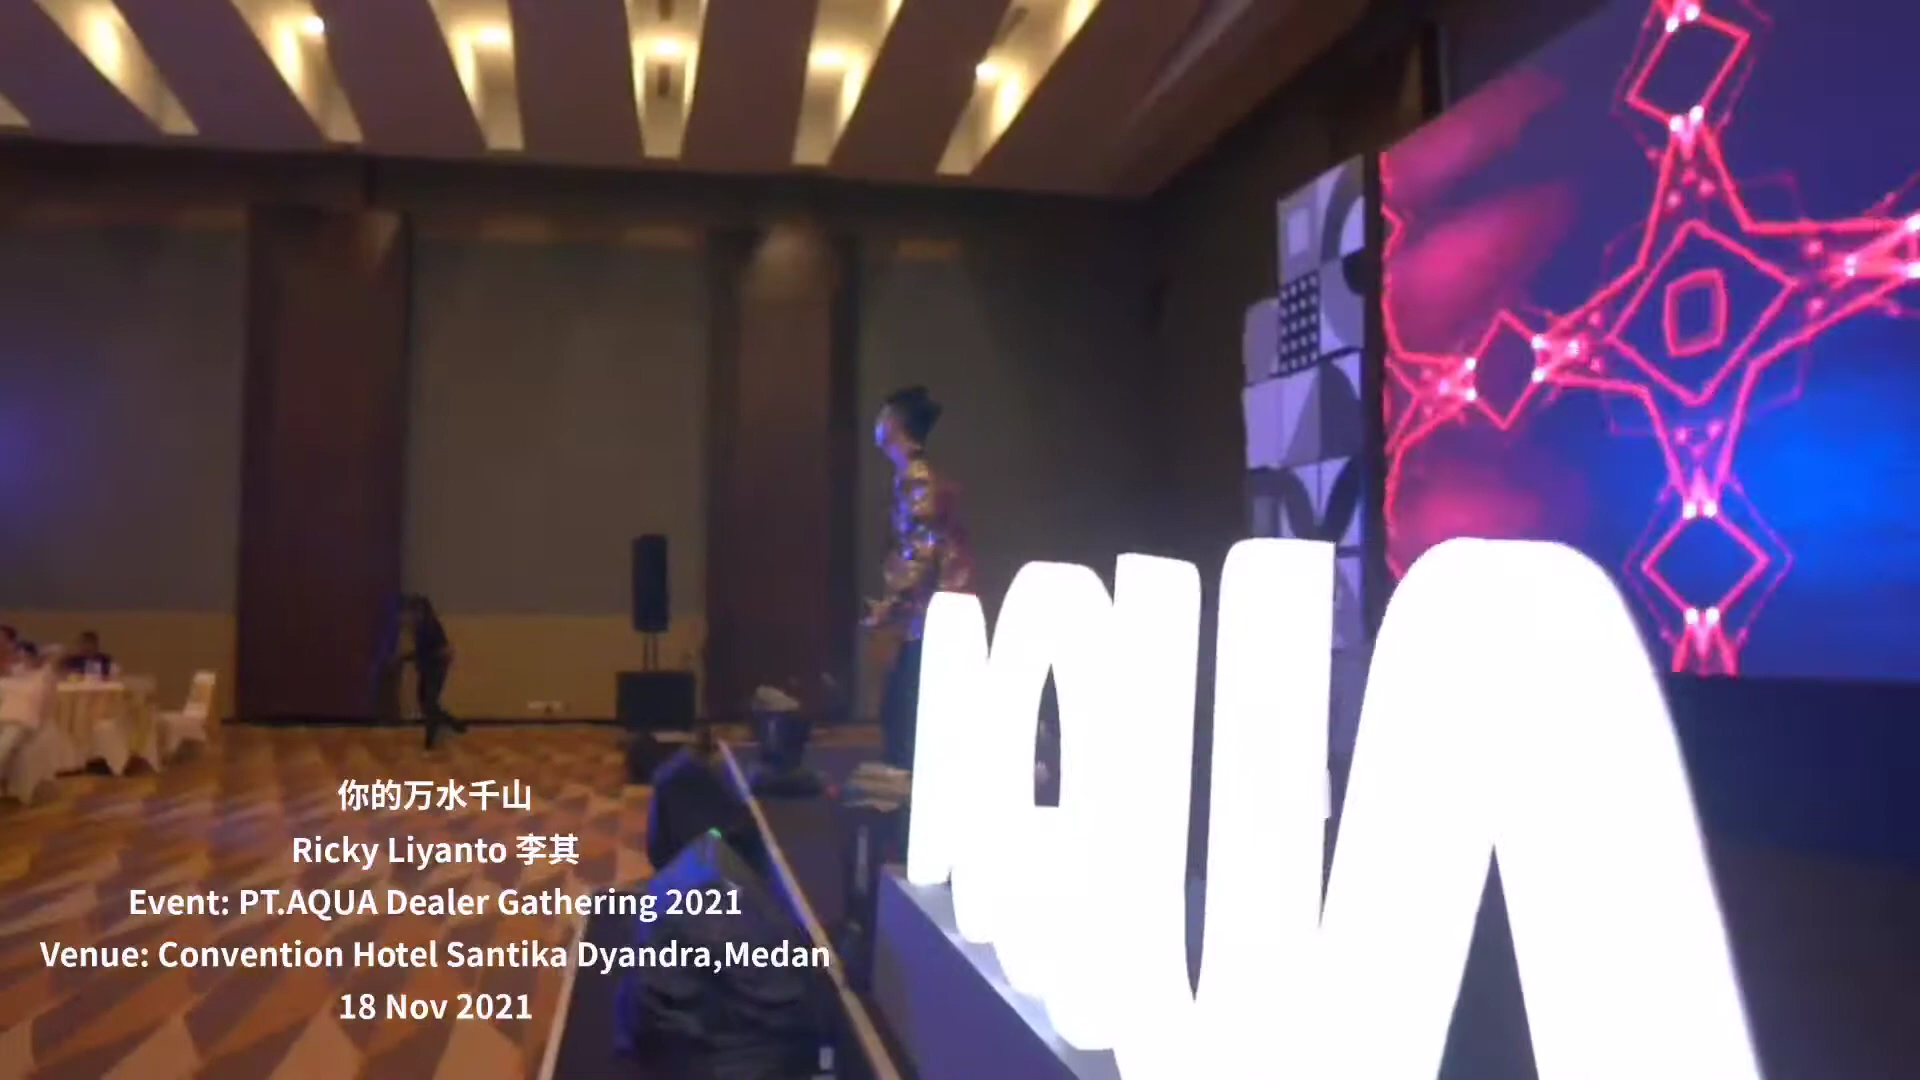 AQUA
你的万水千山
Ricky Liyanto 李其
Event: PT.AQUA Dealer Gathering 2021
Venue: Convention Hotel Santika Dyandra,Medan
18 Nov 2021